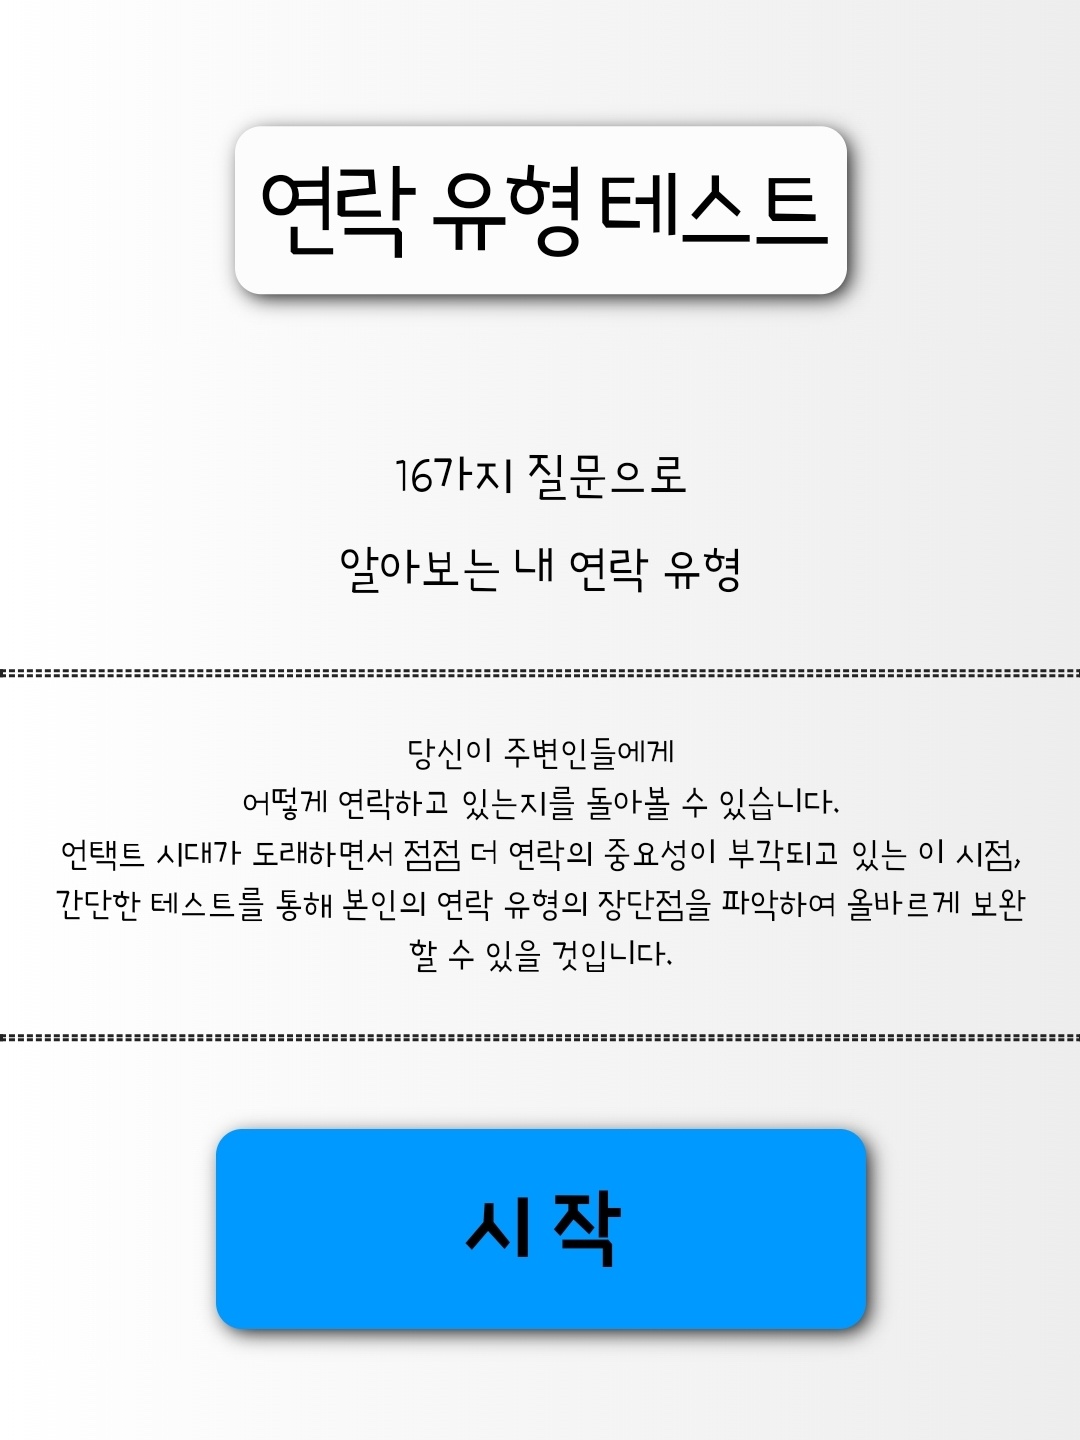 연락 유형 테스트
16가지 질문으로
알아보는 내 연락 유형
당신이 주변인들에게
어떻게 연락하고 있는지를 돌아볼 수 있습니다.
언택트 시대가 도래하면서 점점 더 연락의 중요성이 부각되고 있는 이 시점,
간단한 테스트를 통해 본인의 연락 유형의 장단점을 파악하여 올바르게 보완
할 수 있을 것입니다.
시작